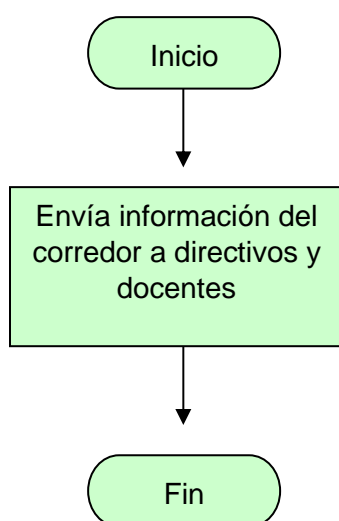 Inicio
Envía información del
corredor a directivos y
docentes
Fin